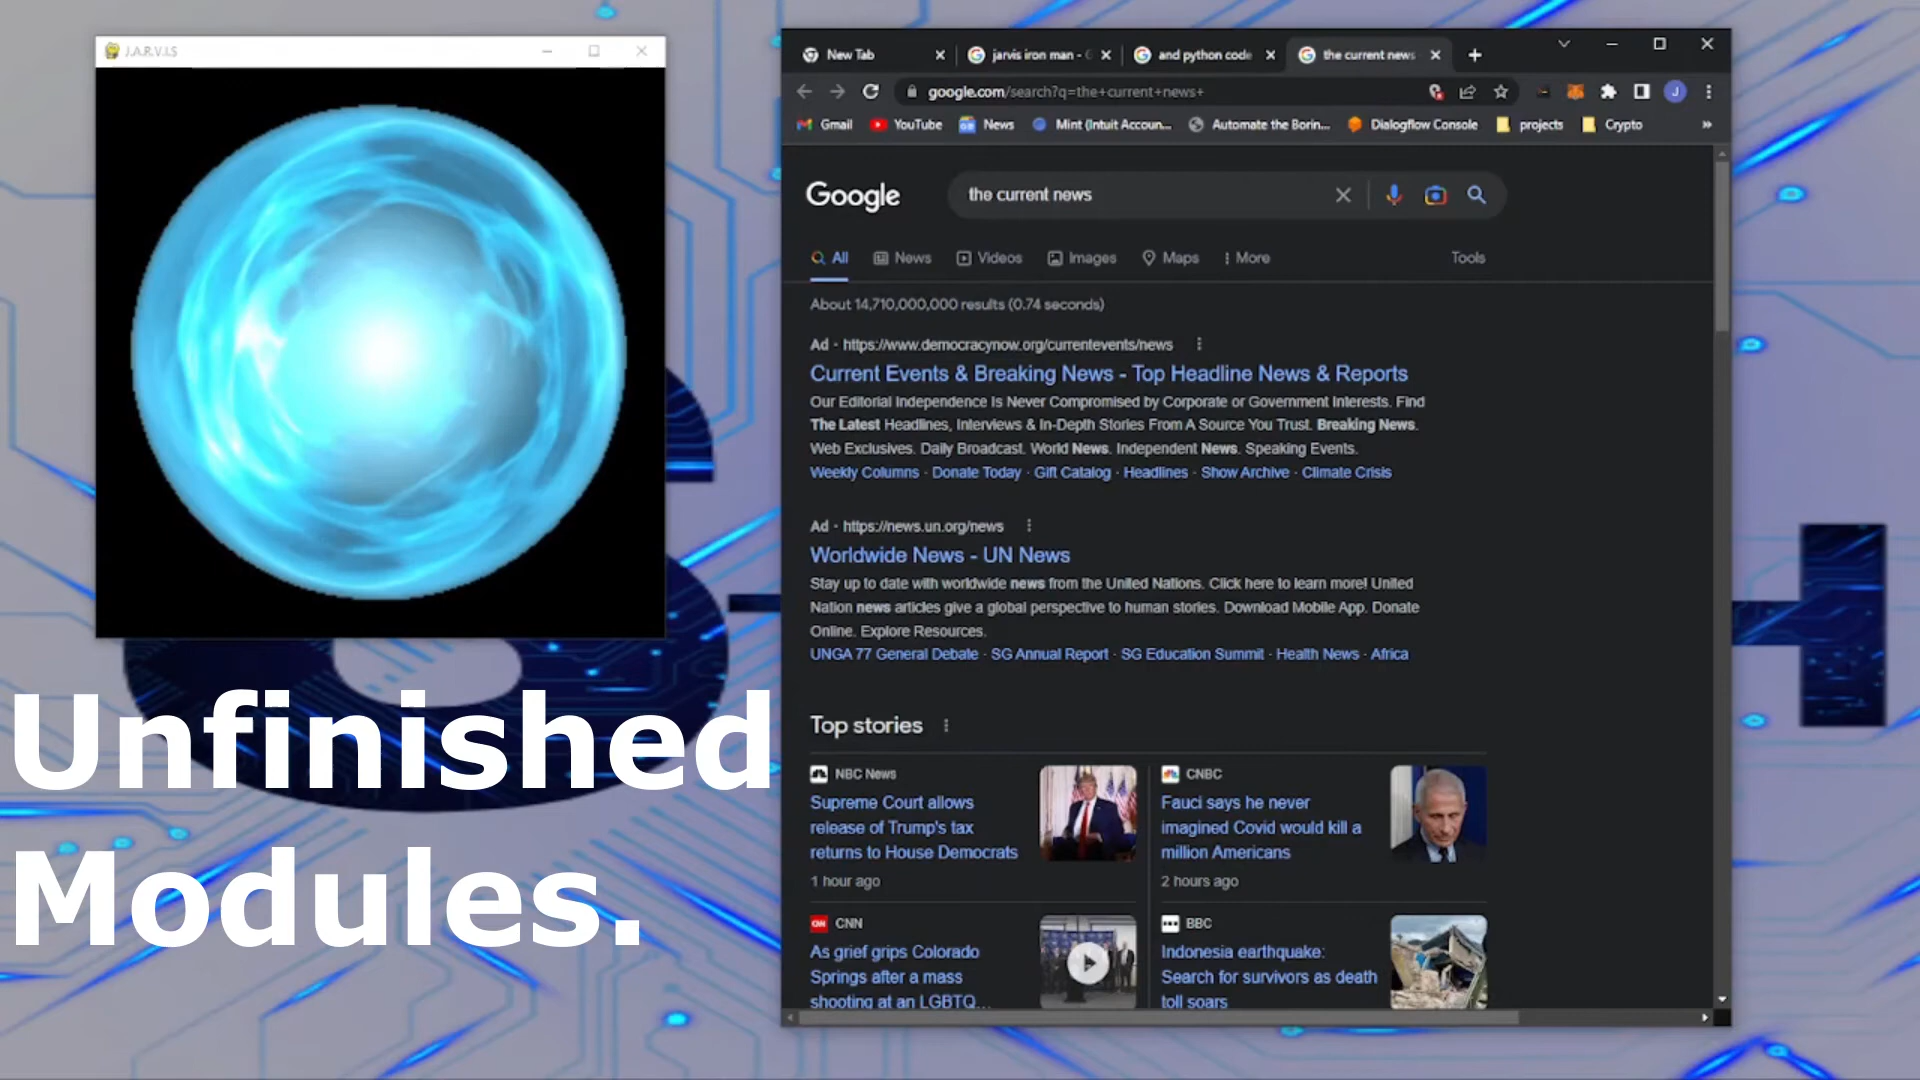 J.A.R.V.I.S
New Tab
jarvis iron man -
and python code
the current news
google.com/search?q=the+current+news+
J
Gmail
YouTube
News
Mint (Intuit Accoun...
Automate the Borin...
Dialogflow Console
projects
Crypto
»
Google
the current news
All
News
Videos
Images
Maps
More
Tools
About 14,710,000,000 results (0.74 seconds)
Ad · https://www.democracynow.org/currentevents/news
Current Events & Breaking News - Top Headline News & Reports
Our Editorial Independence Is Never Compromised by Corporate or Government Interests. Find
The Latest Headlines, Interviews & In-Depth Stories From A Source You Trust. Breaking News.
Web Exclusives. Daily Broadcast. World News. Independent News. Speaking Events.
Weekly Columns · Donate Today · Gift Catalog · Headlines · Show Archive · Climate Crisis
Ad · https://news.un.org/news
Worldwide News - UN News
Stay up to date with worldwide news from the United Nations. Click here to learn more! United
Nation news articles give a global perspective to human stories. Download Mobile App. Donate
Online. Explore Resources.
UNGA 77 General Debate · SG Annual Report · SG Education Summit · Health News · Africa
Top stories
NBC News
Supreme Court allows
release of Trump's tax
returns to House Democrats
1 hour ago
CNBC
Fauci says he never
imagined Covid would kill a
million Americans
2 hours ago
CNN
CNN
As grief grips Colorado
Springs after a mass
shooting at an LGBTQ...
BBC
Indonesia earthquake:
Search for survivors as death
toll soars
Unfinished
Modules.